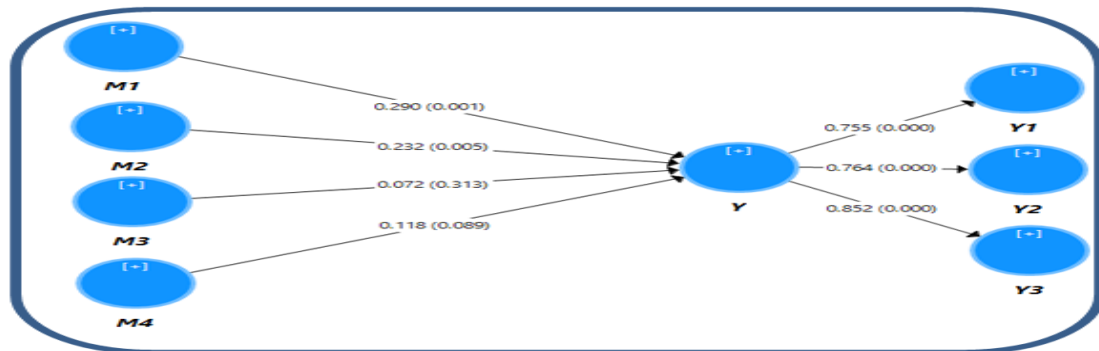 [+]
M1
[+]
M2
[+]
M3
[+]
M4
0.290 (0.001)
0.232 (0.005)
0.072 (0.313)
0.118 (0.089)
[+]
Y
0.755 (0.000)
0.764 (0.000)
0.852 (0.000)
[+]
Y1
[+]
Y2
[+]
Y3